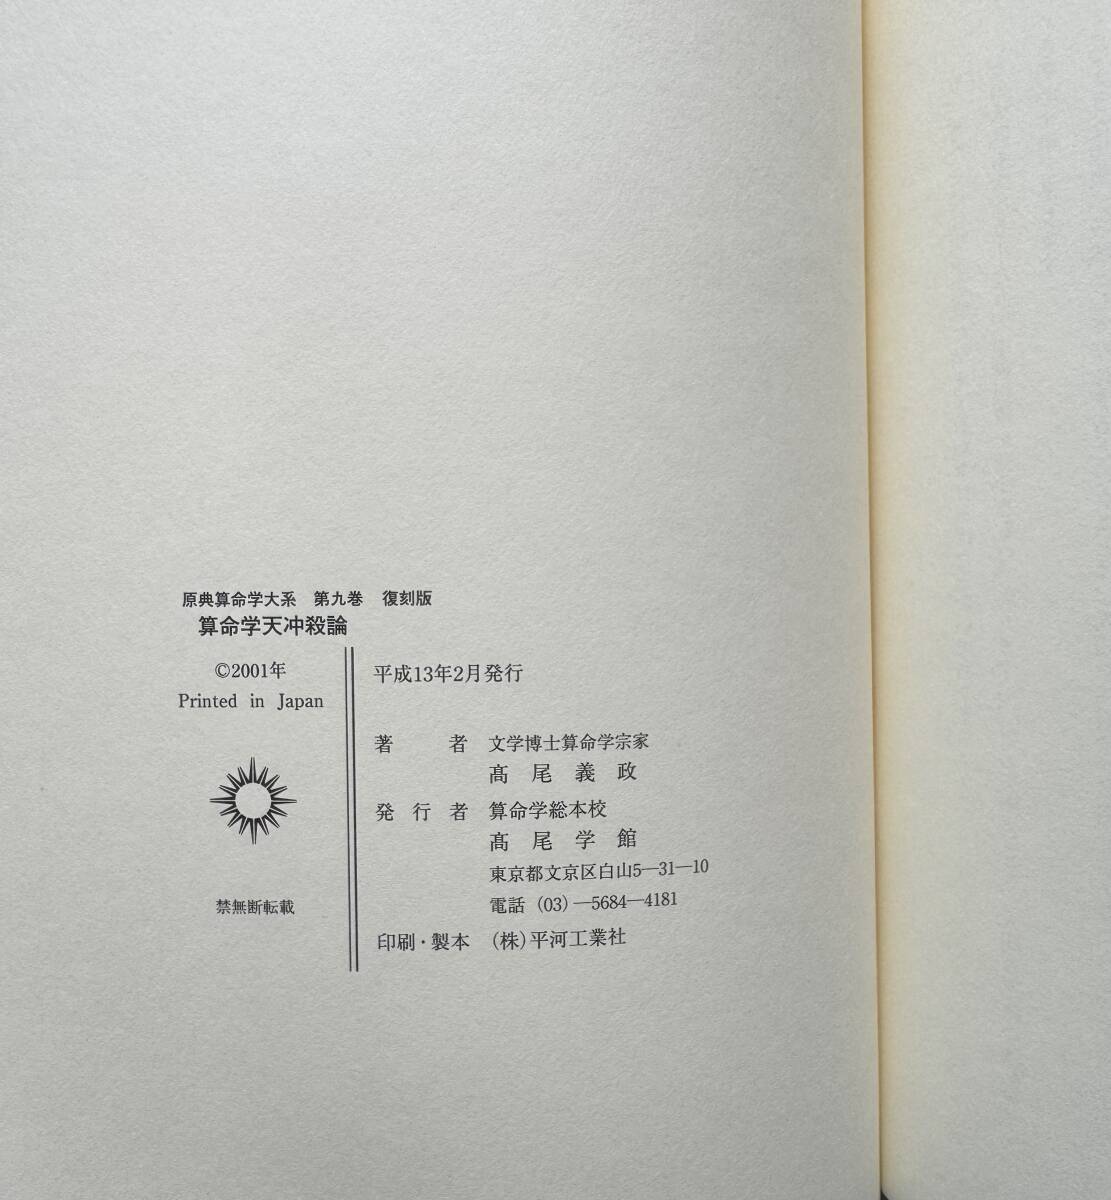 原典算命学大系　第九巻　復刻版
算命学天冲殺論
©2001年
Printed in Japan
禁無断転載
平成13年2月発行
著　　者　文学博士算命学宗家
髙　尾　義　政
発　行　者　算命学総本校
髙　尾　学　館
東京都文京区白山5—31—10
電話 (03)—5684—4181
印刷・製本　(株)平河工業社